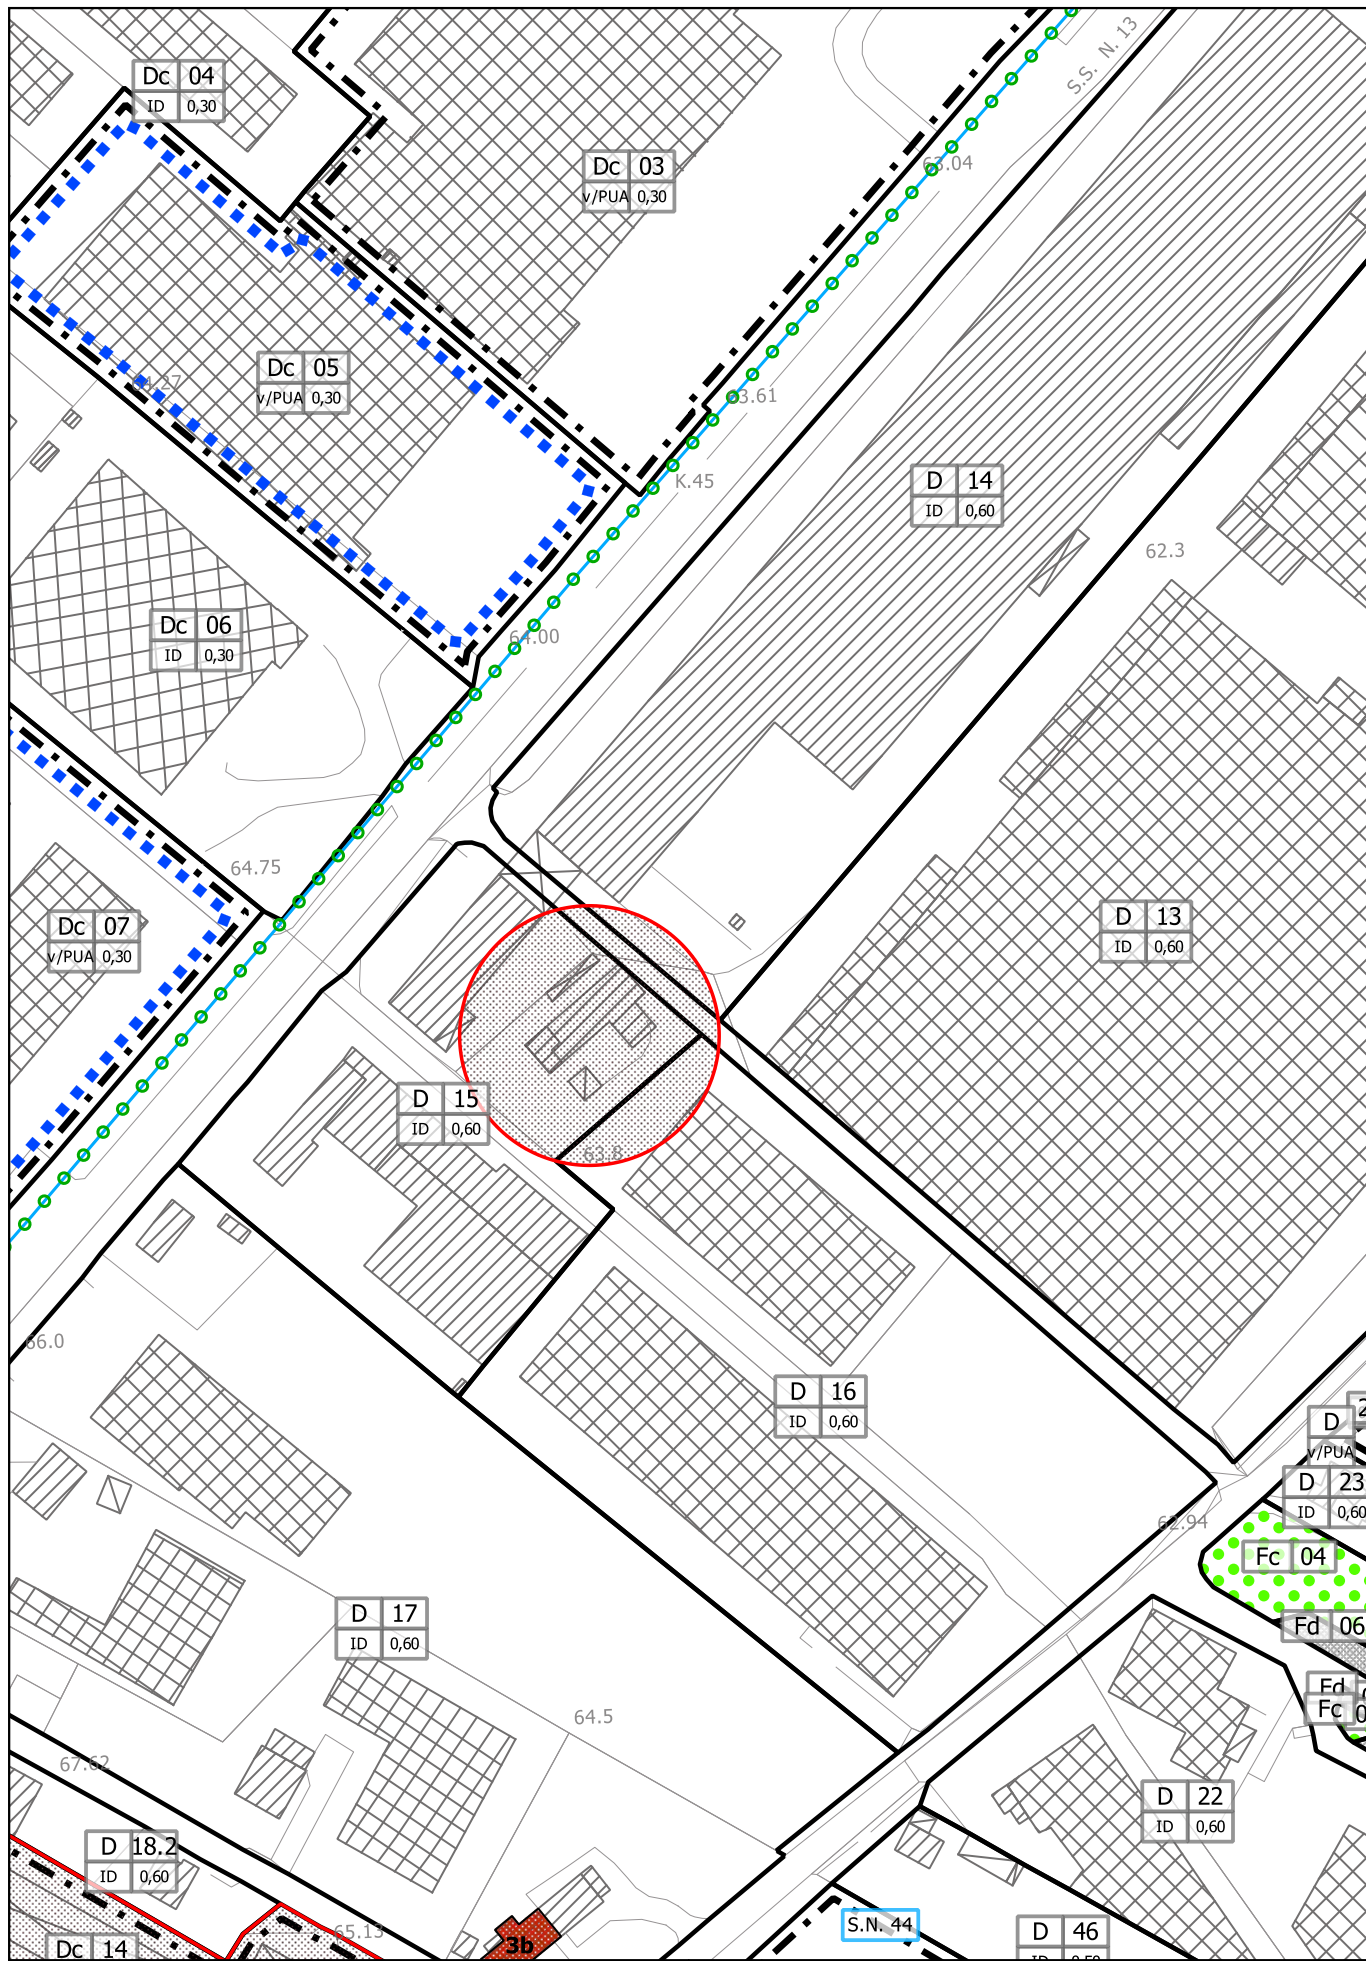 S.S. N. 13
Dc 04
ID 0,30
Dc 03
v/PUA 0,30
63.04
Dc 05
v/PUA 0,30
64.27
63.61
K.45
D 14
ID 0,60
62.3
Dc 06
ID 0,30
64.00
64.75
Dc 07
v/PUA 0,30
D 13
ID 0,60
D 15
ID 0,60
63.8
66.0
D 16
ID 0,60
D
v/PUA
D 23
ID 0,60
62.94
Fc 04
D 17
ID 0,60
Fd 06
Fd
Fc
64.5
67.62
D 22
ID 0,60
D 18.2
ID 0,60
65.13
S.N. 44
D 46
3b
Dc 14